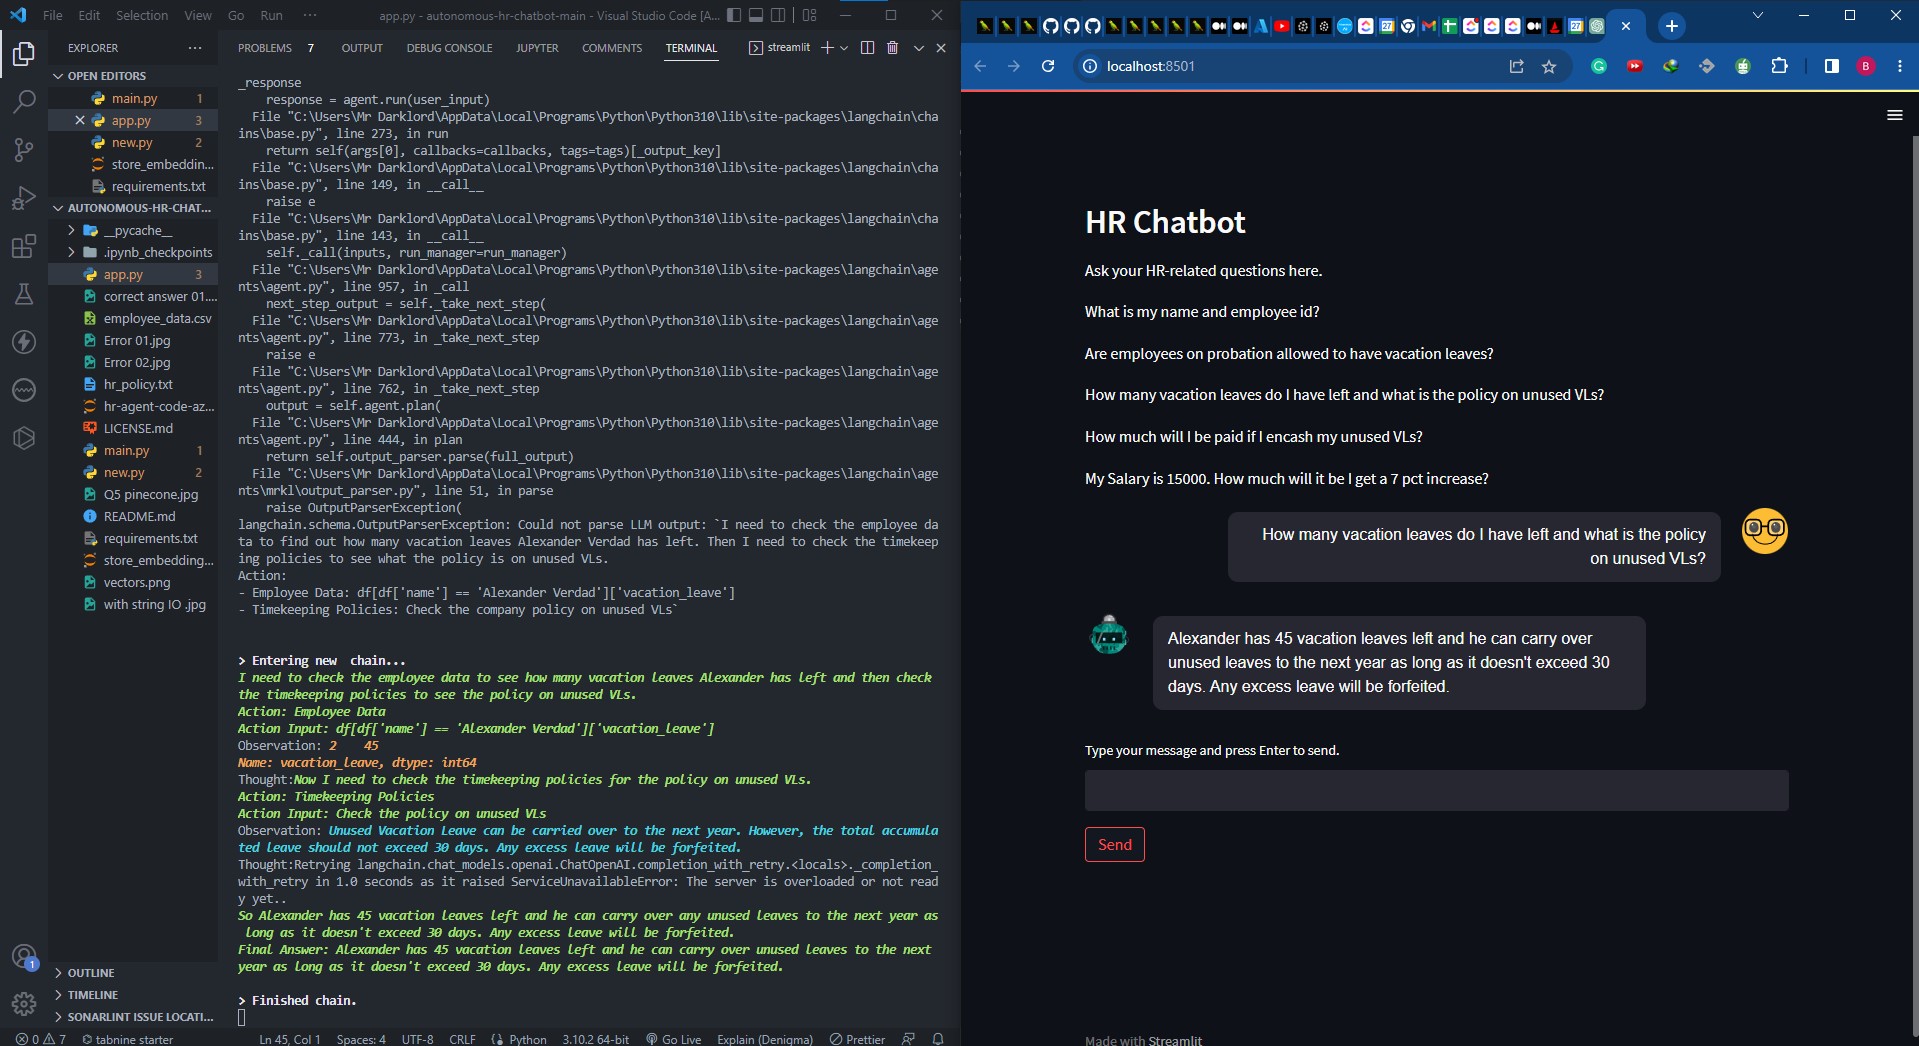 File Edit Selection View Go Run ··· app.py - autonomous-hr-chatbot-main - Visual Studio Code [A...
EXPLORER ···
OPEN EDITORS
main.py 1
app.py 3
new.py 2
store_embeddin...
requirements.txt
AUTONOMOUS-HR-CHAT...
__pycache__
.ipynb_checkpoints
app.py 3
correct answer 01....
employee_data.csv
Error 01.jpg
Error 02.jpg
hr_policy.txt
hr-agent-code-az...
LICENSE.md
main.py 1
new.py 2
Q5 pinecone.jpg
README.md
requirements.txt
store_embedding...
vectors.png
with string IO .jpg
OUTLINE
TIMELINE
SONARLINT ISSUE LOCATI...
PROBLEMS 7 OUTPUT DEBUG CONSOLE JUPYTER COMMENTS TERMINAL streamlit
_response
response = agent.run(user_input)
File "C:\Users\Mr Darklord\AppData\Local\Programs\Python\Python310\lib\site-packages\langchain\cha
ins\base.py", line 273, in run
return self(args[0], callbacks=callbacks, tags=tags)[_output_key]
File "C:\Users\Mr Darklord\AppData\Local\Programs\Python\Python310\lib\site-packages\langchain\cha
ins\base.py", line 149, in __call__
raise e
File "C:\Users\Mr Darklord\AppData\Local\Programs\Python\Python310\lib\site-packages\langchain\cha
ins\base.py", line 143, in __call__
self._call(inputs, run_manager=run_manager)
File "C:\Users\Mr Darklord\AppData\Local\Programs\Python\Python310\lib\site-packages\langchain\age
nts\agent.py", line 957, in _call
next_step_output = self._take_next_step(
File "C:\Users\Mr Darklord\AppData\Local\Programs\Python\Python310\lib\site-packages\langchain\age
nts\agent.py", line 773, in _take_next_step
raise e
File "C:\Users\Mr Darklord\AppData\Local\Programs\Python\Python310\lib\site-packages\langchain\age
nts\agent.py", line 762, in _take_next_step
output = self.agent.plan(
File "C:\Users\Mr Darklord\AppData\Local\Programs\Python\Python310\lib\site-packages\langchain\age
nts\agent.py", line 444, in plan
return self.output_parser.parse(full_output)
File "C:\Users\Mr Darklord\AppData\Local\Programs\Python\Python310\lib\site-packages\langchain\age
nts\mrkl\output_parser.py", line 51, in parse
raise OutputParserException(
langchain.schema.OutputParserException: Could not parse LLM output: `I need to check the employee da
ta to find out how many vacation leaves Alexander Verdad has left. Then I need to check the timekeep
ing policies to see what the policy is on unused VLs.
Action:
- Employee Data: df[df['name'] == 'Alexander Verdad']['vacation_leave']
- Timekeeping Policies: Check the company policy on unused VLs`
> Entering new  chain...
I need to check the employee data to see how many vacation leaves Alexander has left and then check
the timekeeping policies to see the policy on unused VLs.
Action: Employee Data
Action Input: df[df['name'] == 'Alexander Verdad']['vacation_leave']
Observation: 2    45
Name: vacation_leave, dtype: int64
Thought:Now I need to check the timekeeping policies for the policy on unused VLs.
Action: Timekeeping Policies
Action Input: Check the policy on unused VLs
Observation: Unused Vacation Leave can be carried over to the next year. However, the total accumula
ted leave should not exceed 30 days. Any excess leave will be forfeited.
Thought:Retrying langchain.chat_models.openai.ChatOpenAI.completion_with_retry.<locals>._completion_
with_retry in 1.0 seconds as it raised ServiceUnavailableError: The server is overloaded or not read
y yet..
So Alexander has 45 vacation leaves left and he can carry over any unused leaves to the next year as
long as it doesn't exceed 30 days. Any excess leave will be forfeited.
Final Answer: Alexander has 45 vacation leaves left and he can carry over unused leaves to the next
year as long as it doesn't exceed 30 days. Any excess leave will be forfeited.
> Finished chain.
1
0 7 tabnine starter Ln 45, Col 1 Spaces: 4 UTF-8 CRLF Python 3.10.2 64-bit Go Live Explain (Denigma) Prettier
localhost:8501
B
HR Chatbot
Ask your HR-related questions here.
What is my name and employee id?
Are employees on probation allowed to have vacation leaves?
How many vacation leaves do I have left and what is the policy on unused VLs?
How much will I be paid if I encash my unused VLs?
My Salary is 15000. How much will it be I get a 7 pct increase?
How many vacation leaves do I have left and what is the policy
on unused VLs?
Alexander has 45 vacation leaves left and he can carry over
unused leaves to the next year as long as it doesn't exceed 30
days. Any excess leave will be forfeited.
Type your message and press Enter to send.
Send
Made with Streamlit